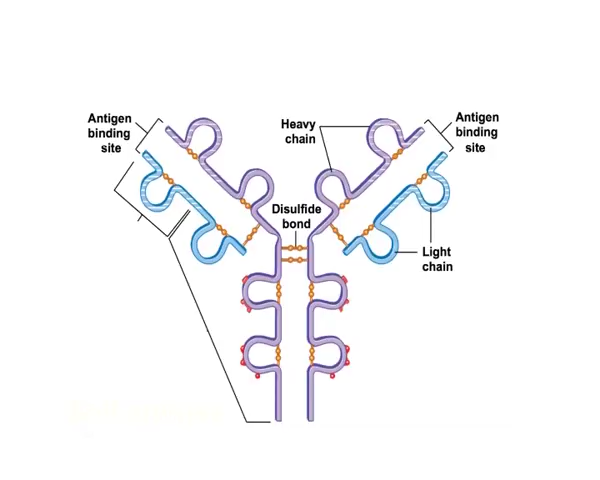 Antigen
binding
site
Heavy
chain
Antigen
binding
site
Disulfide
bond
Light
chain